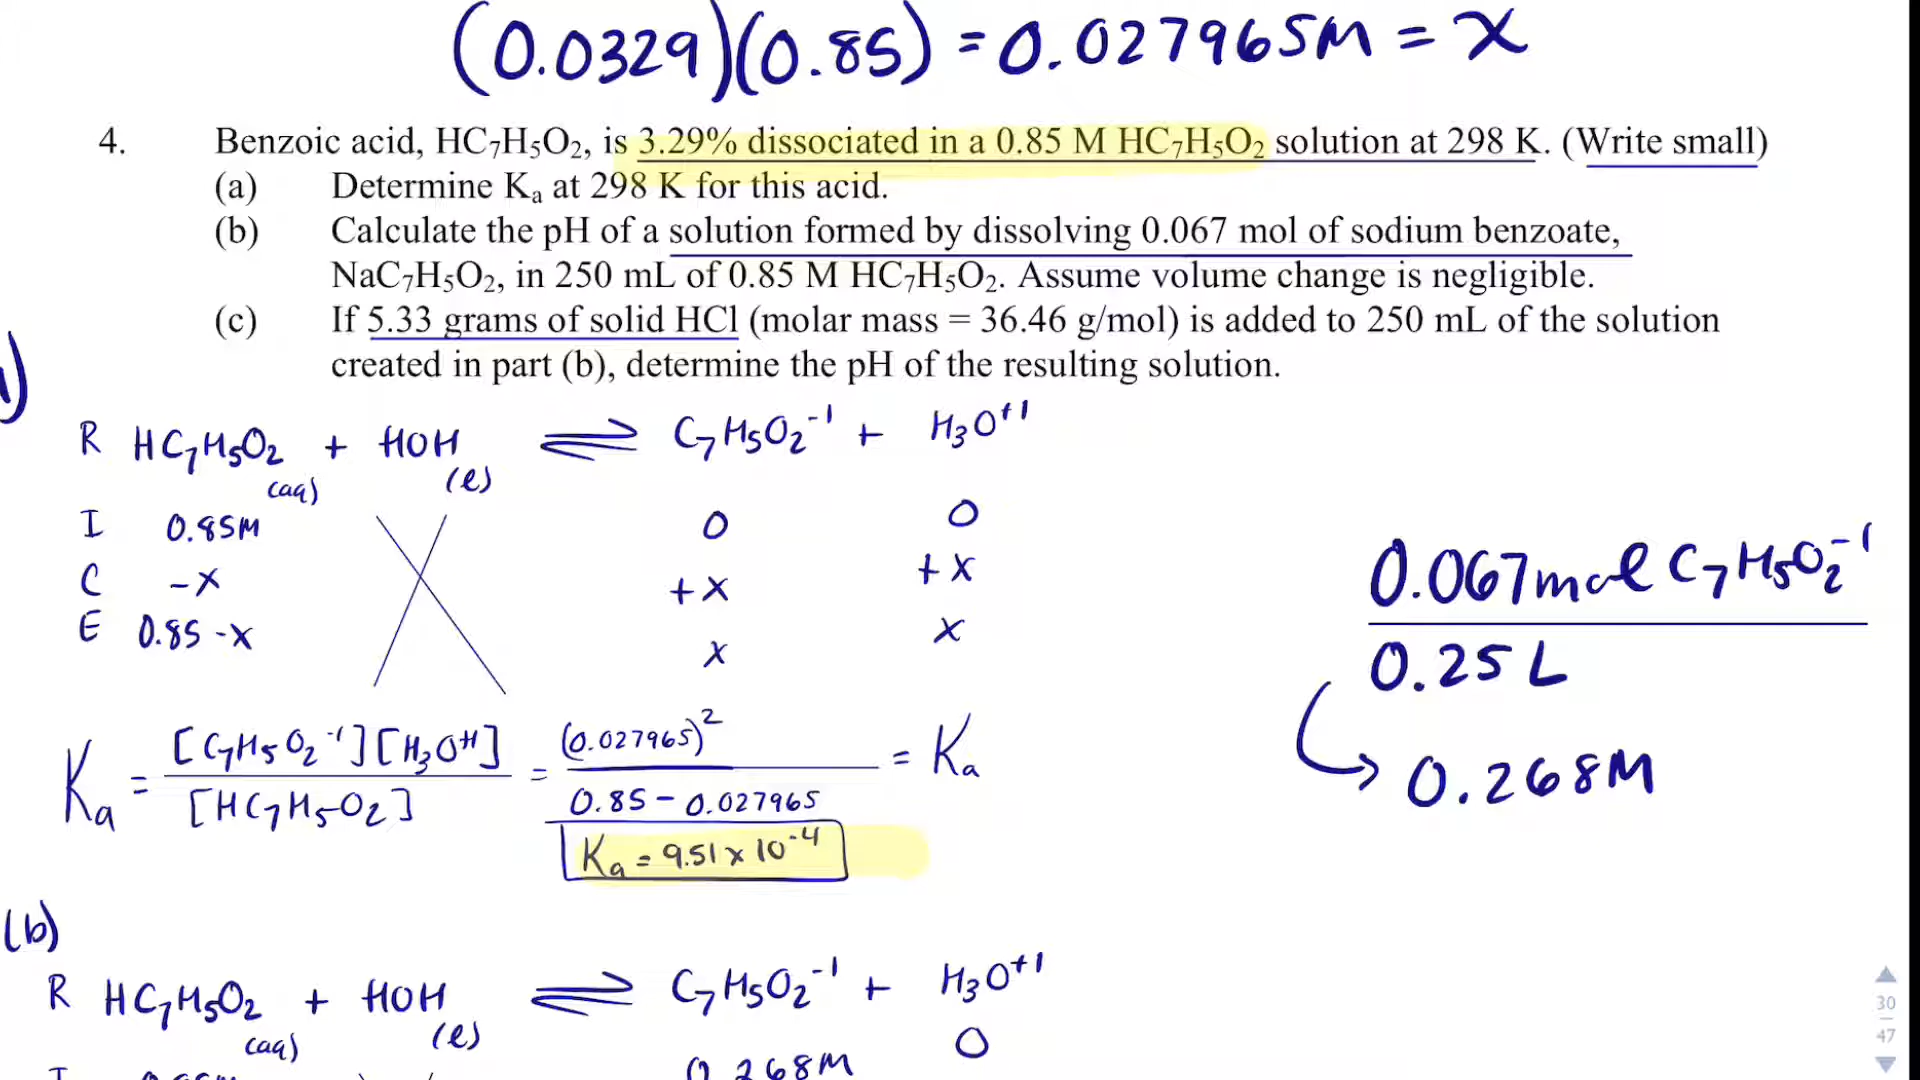 (0.0329)(0.85) = 0.027965M = x
4. Benzoic acid, HC7H5O2, is 3.29% dissociated in a 0.85 M HC7H5O2 solution at 298 K. (Write small)
(a) Determine Ka at 298 K for this acid.
(b) Calculate the pH of a solution formed by dissolving 0.067 mol of sodium benzoate,
NaC7H5O2, in 250 mL of 0.85 M HC7H5O2. Assume volume change is negligible.
(c) If 5.33 grams of solid HCl (molar mass = 36.46 g/mol) is added to 250 mL of the solution
created in part (b), determine the pH of the resulting solution.
R HC7H5O2 (aq) + HOH (l) ⇌ C7H5O2^-1 + H3O^+1
I 0.85M 0 0
C -x +x +x
E 0.85 -x x x
0.067 mol C7H5O2^-1
0.25 L
0.268M
Ka = [C7H5O2^-1][H3O^+1] / [HC7H5O2] = (0.027965)^2 / 0.85 - 0.027965 = Ka
Ka = 9.51 x 10^-4
(b)
R HC7H5O2 (aq) + HOH (l) ⇌ C7H5O2^-1 + H3O^+1
0.268M 0
30
47